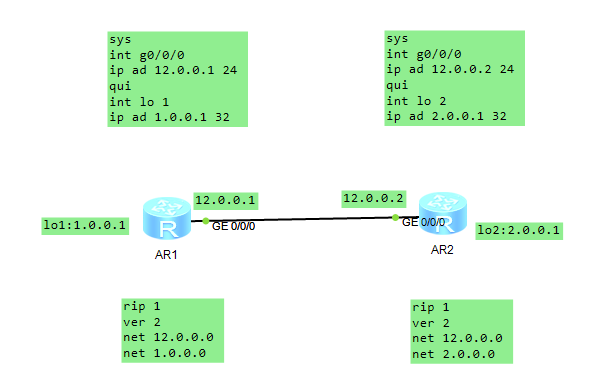 sys
int g0/0/0
ip ad 12.0.0.1 24
qui
int lo 1
ip ad 1.0.0.1 32
sys
int g0/0/0
ip ad 12.0.0.2 24
qui
int lo 2
ip ad 2.0.0.1 32
12.0.0.1
12.0.0.2
lo1:1.0.0.1
R
GE 0/0/0
GE 0/0/0
R
lo2:2.0.0.1
AR1
AR2
rip 1
ver 2
net 12.0.0.0
net 1.0.0.0
rip 1
ver 2
net 12.0.0.0
net 2.0.0.0